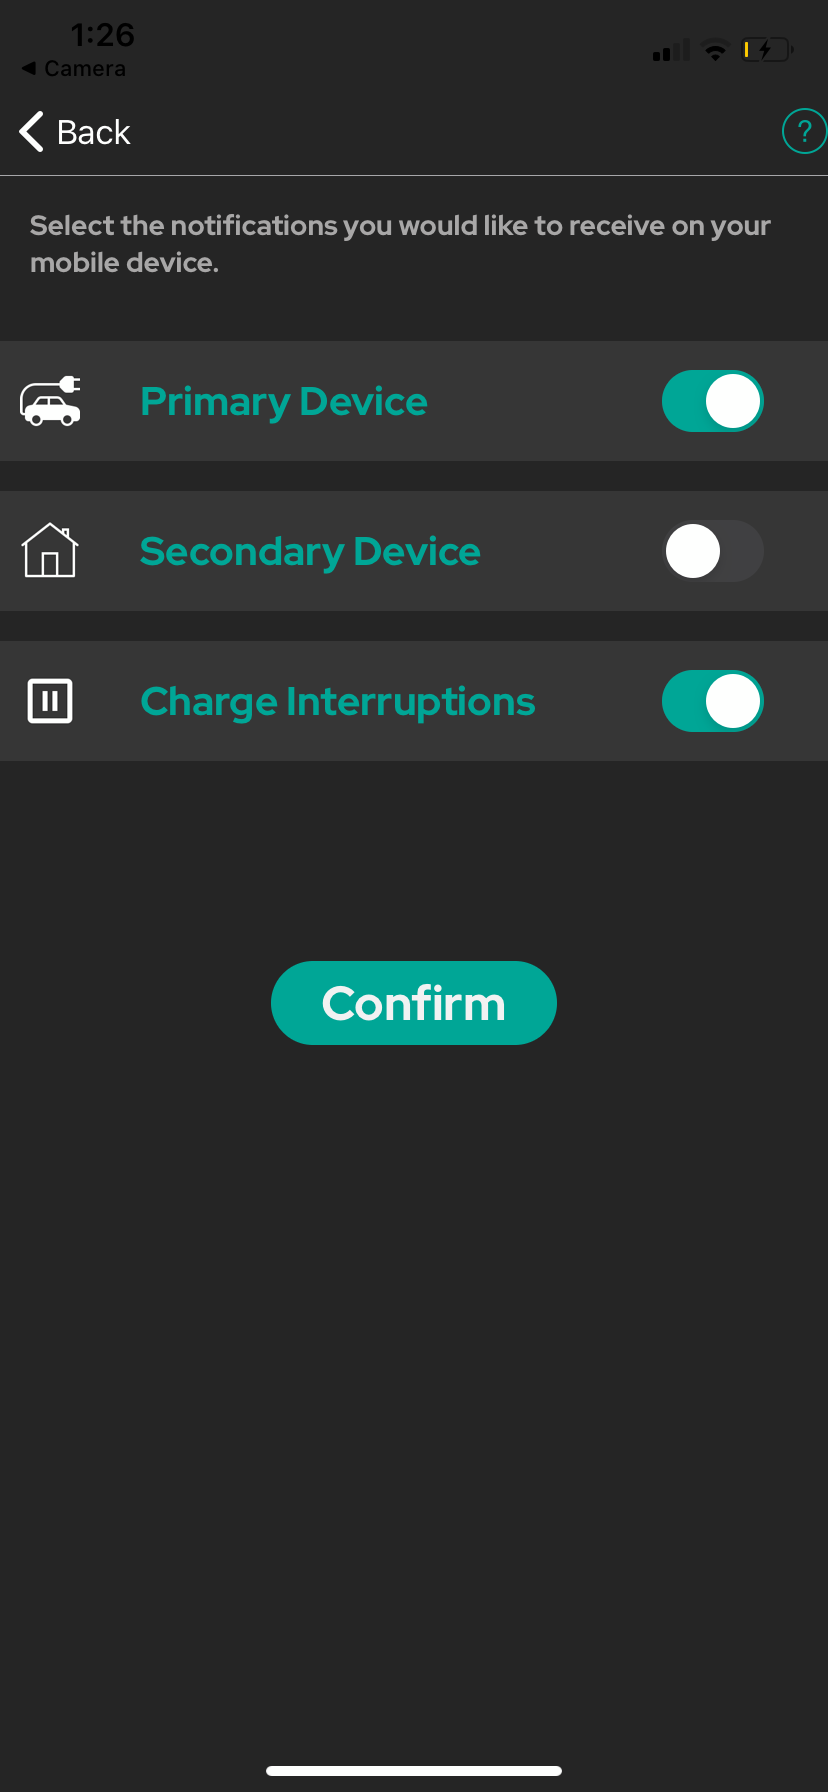 1:26
◀ Camera
Back
?
Select the notifications you would like to receive on your
mobile device.
Primary Device
Secondary Device
Charge Interruptions
Confirm